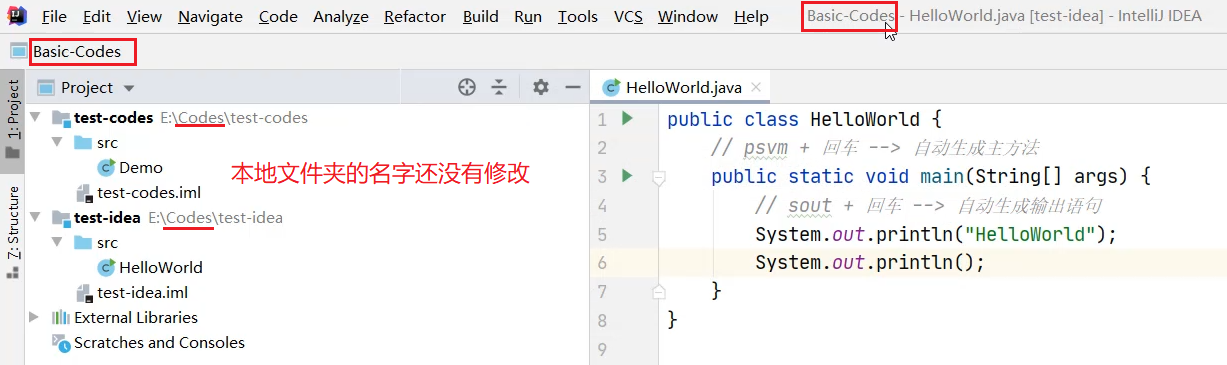 File Edit View Navigate Code Analyze Refactor Build Run Tools VCS Window Help Basic-Codes - HelloWorld.java [test-idea] - IntelliJ IDEA
Basic-Codes
1: Project
Z: Structure
Project
test-codes E:\Codes\test-codes
src
Demo
test-codes.iml
test-idea E:\Codes\test-idea
src
HelloWorld
test-idea.iml
External Libraries
Scratches and Consoles
本地文件夹的名字还没有修改
HelloWorld.java
1 public class HelloWorld {
2 // psvm + 回车 --> 自动生成主方法
3 public static void main(String[] args) {
4 // sout + 回车 --> 自动生成输出语句
5 System.out.println("HelloWorld");
6 System.out.println();
7 }
8 }
9